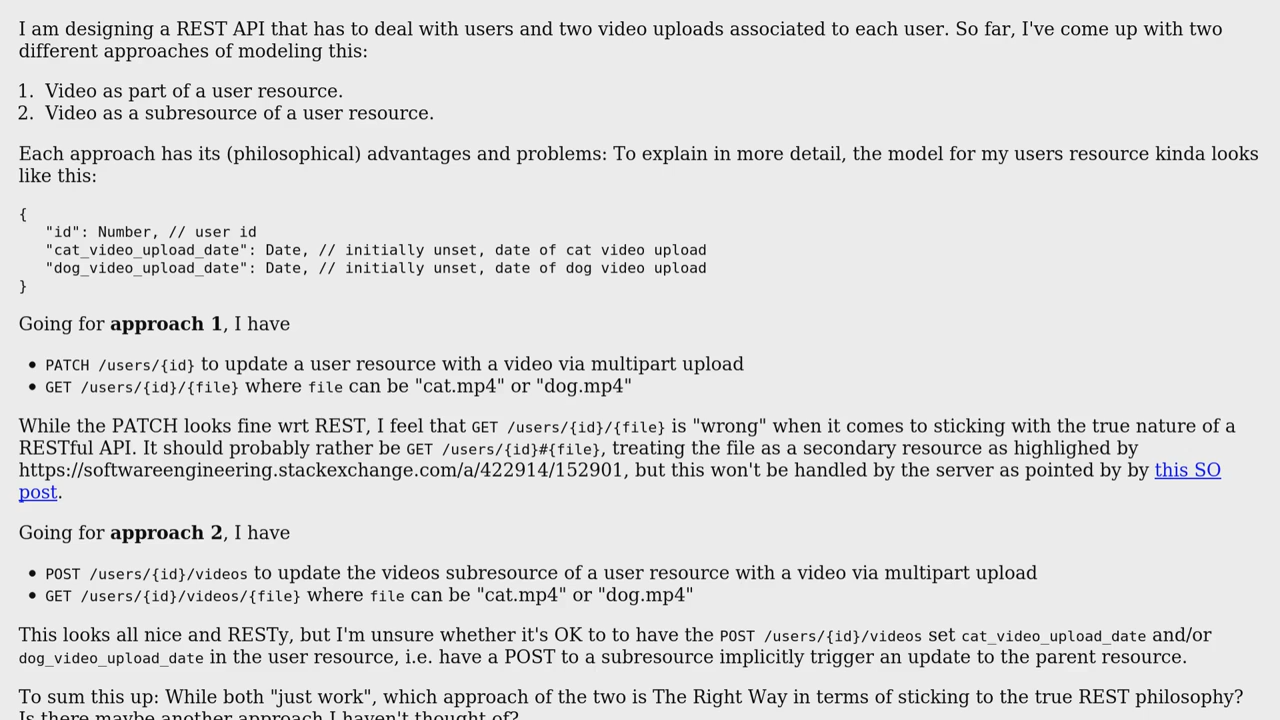 I am designing a REST API that has to deal with users and two video uploads associated to each user. So far, I've come up with two
different approaches of modeling this:
1. Video as part of a user resource.
2. Video as a subresource of a user resource.
Each approach has its (philosophical) advantages and problems: To explain in more detail, the model for my users resource kinda looks
like this:
{
"id": Number, // user id
"cat_video_upload_date": Date, // initially unset, date of cat video upload
"dog_video_upload_date": Date, // initially unset, date of dog video upload
}
Going for approach 1, I have
• PATCH /users/{id} to update a user resource with a video via multipart upload
• GET /users/{id}/{file} where file can be "cat.mp4" or "dog.mp4"
While the PATCH looks fine wrt REST, I feel that GET /users/{id}/{file} is "wrong" when it comes to sticking with the true nature of a
RESTful API. It should probably rather be GET /users/{id}#{file}, treating the file as a secondary resource as highlighed by
https://softwareengineering.stackexchange.com/a/422914/152901, but this won't be handled by the server as pointed by by this SO
post.
Going for approach 2, I have
• POST /users/{id}/videos to update the videos subresource of a user resource with a video via multipart upload
• GET /users/{id}/videos/{file} where file can be "cat.mp4" or "dog.mp4"
This looks all nice and RESTy, but I'm unsure whether it's OK to to have the POST /users/{id}/videos set cat_video_upload_date and/or
dog_video_upload_date in the user resource, i.e. have a POST to a subresource implicitly trigger an update to the parent resource.
To sum this up: While both "just work", which approach of the two is The Right Way in terms of sticking to the true REST philosophy?
Is there maybe another approach I haven't thought of?